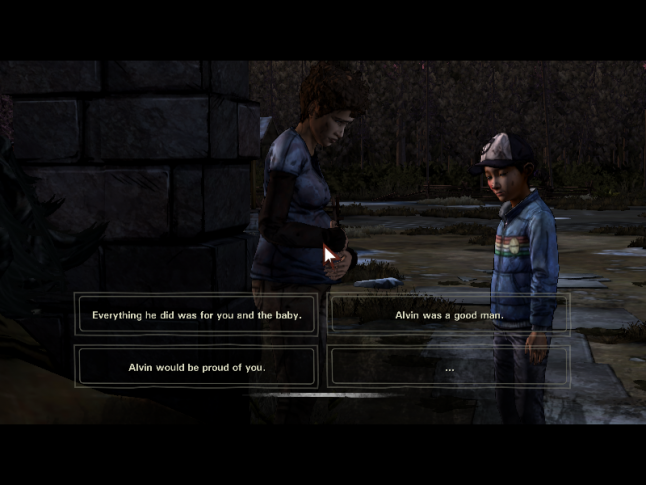 Everything he did was for you and the baby.
Alvin was a good man.
Alvin would be proud of you.
...